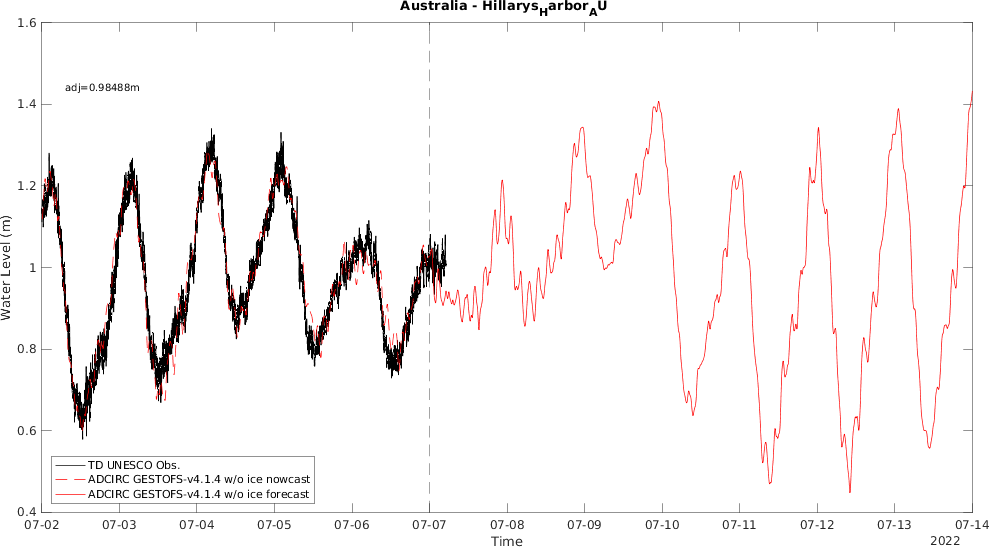 Australia - HillarysHarborAU
adj=0.98488m
Water Level (m)
1.6
1.4
1.2
1
0.8
0.6
0.4
TD UNESCO Obs.
ADCIRC GESTOFS-v4.1.4 w/o ice nowcast
ADCIRC GESTOFS-v4.1.4 w/o ice forecast
07-02 07-03 07-04 07-05 07-06 07-07 07-08 07-09 07-10 07-11 07-12 07-13 07-14
Time
2022